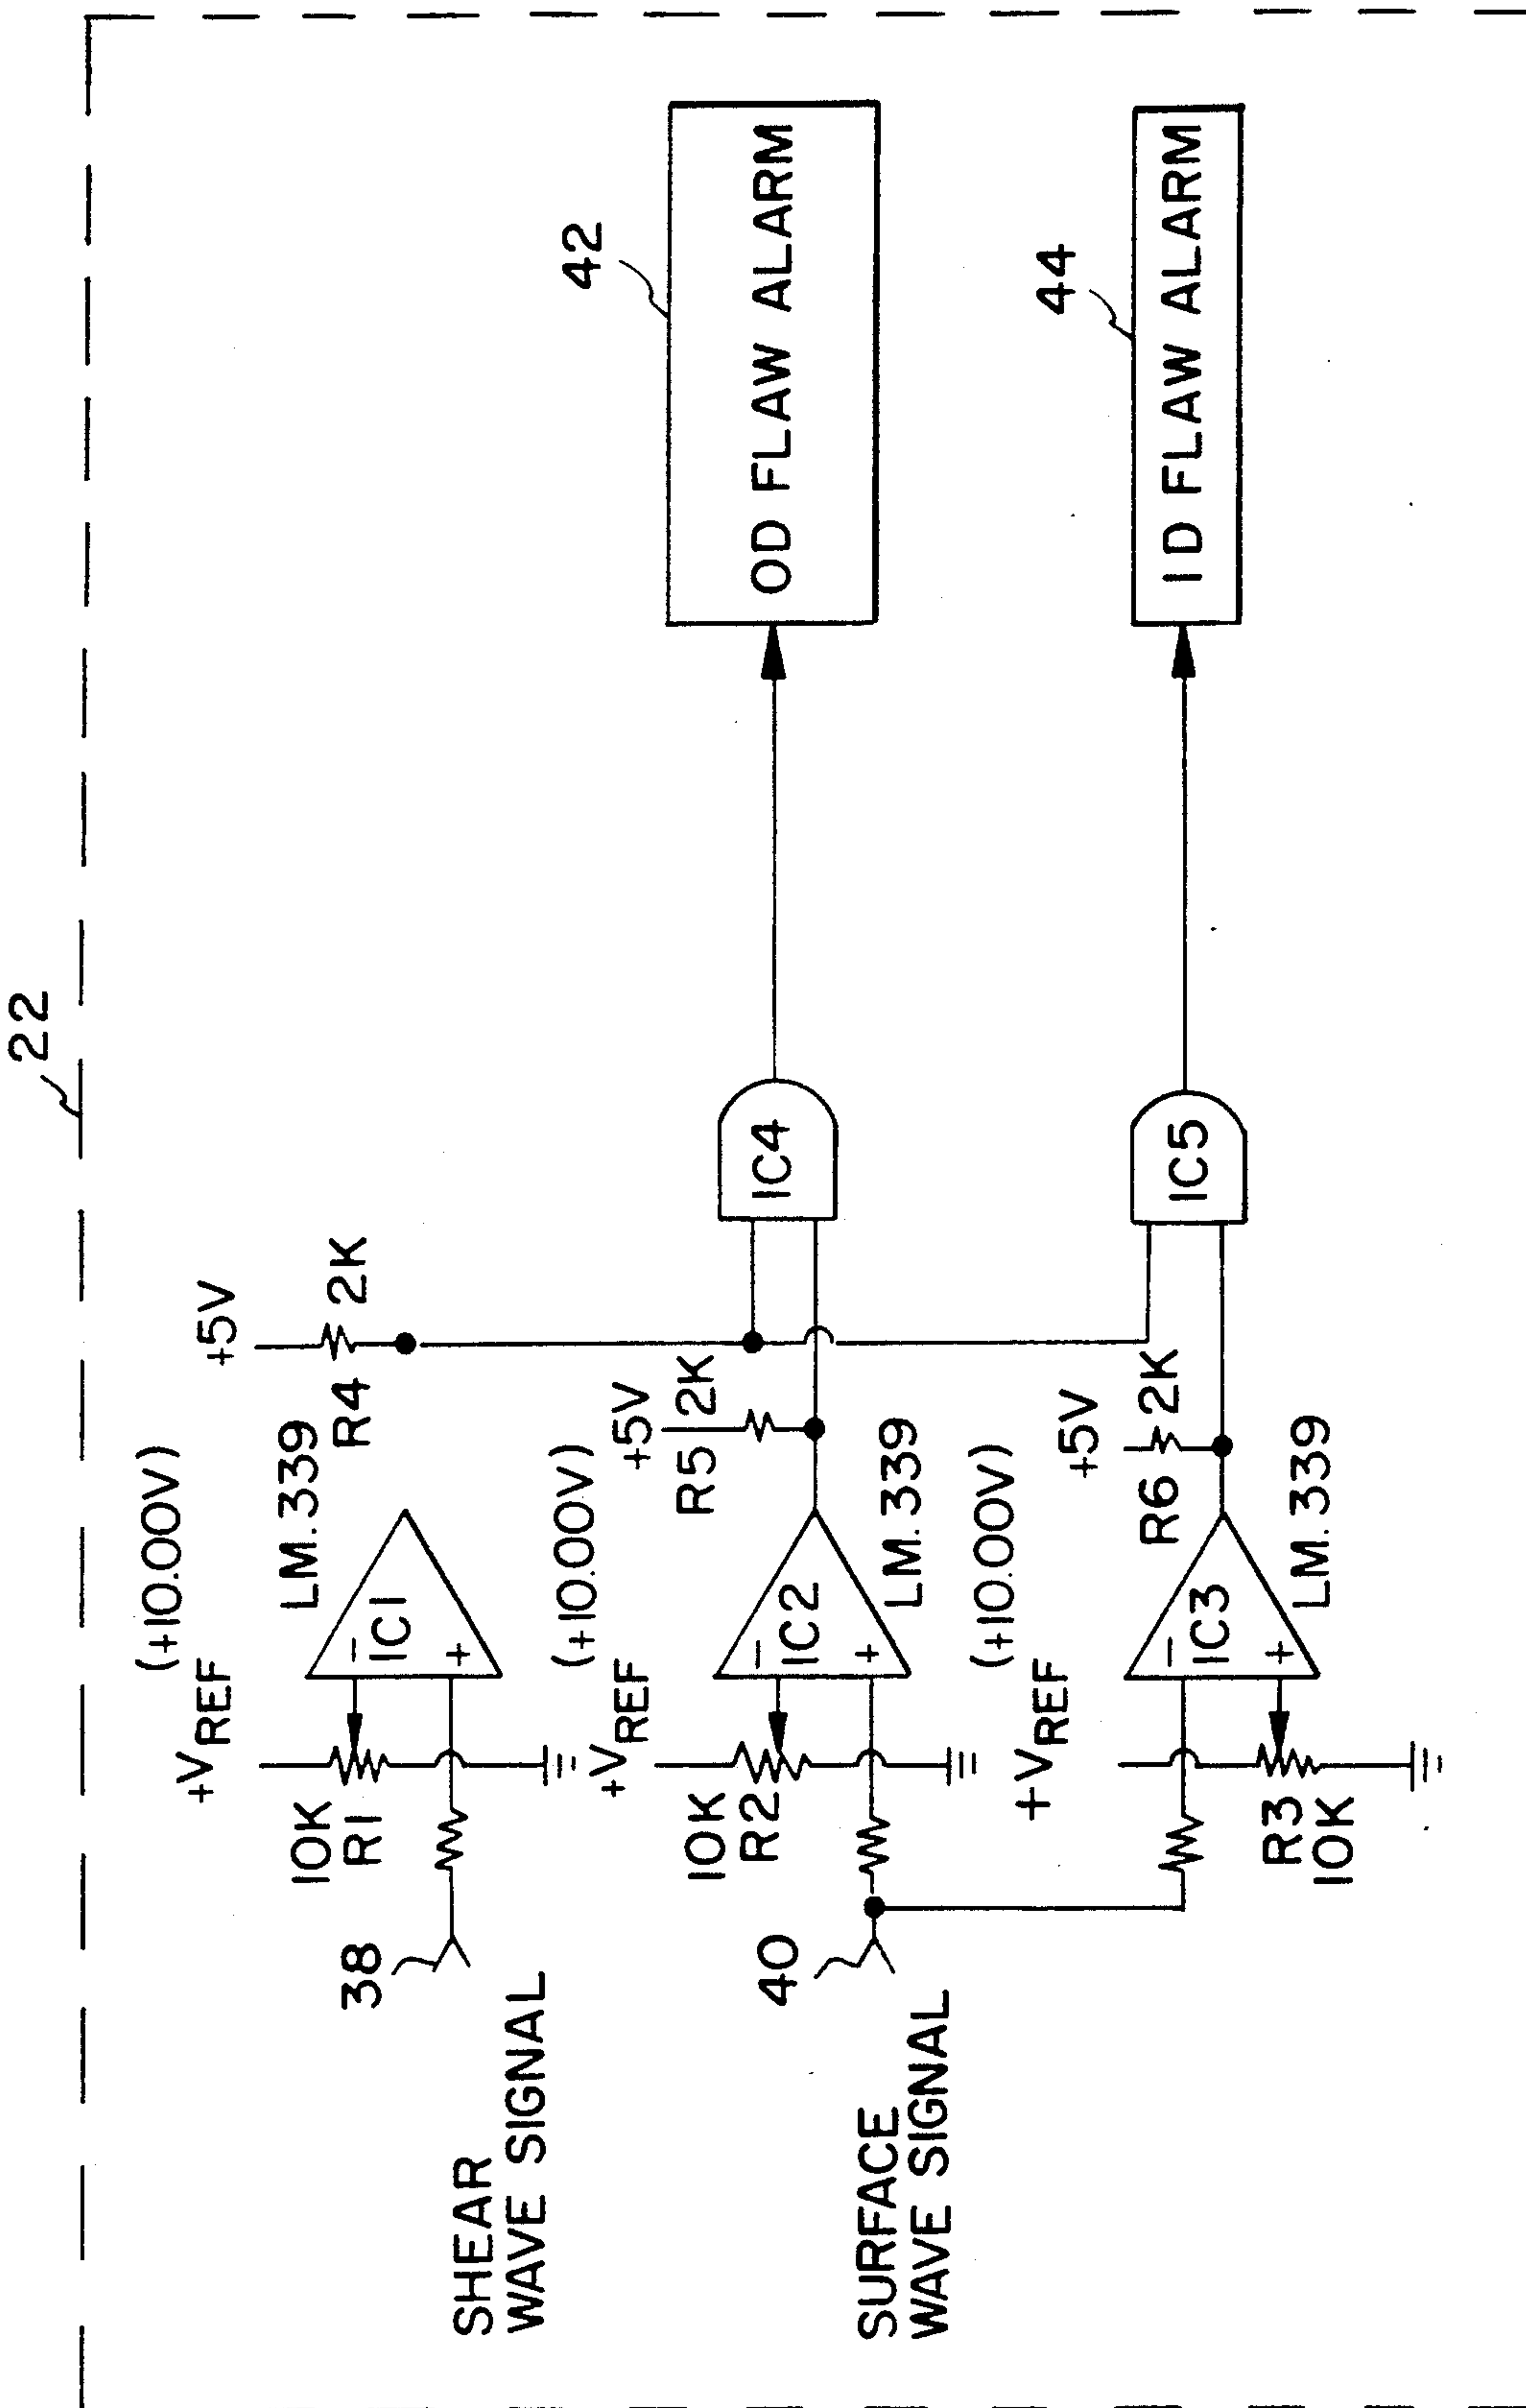 22
+VREF
(+10.00V)
+5V
10K
R1
LM.339
R4
2K
38
IC1
−
+
SHEAR
WAVE SIGNAL
+VREF
(+10.00V)
+5V
42
10K
R2
R5
2K
40
IC2
−
+
IC4
OD FLAW ALARM
LM.339
SURFACE
WAVE SIGNAL
+VREF
(+10.00V)
+5V
44
R6
2K
IC3
−
+
IC5
ID FLAW ALARM
R3
10K
LM.339